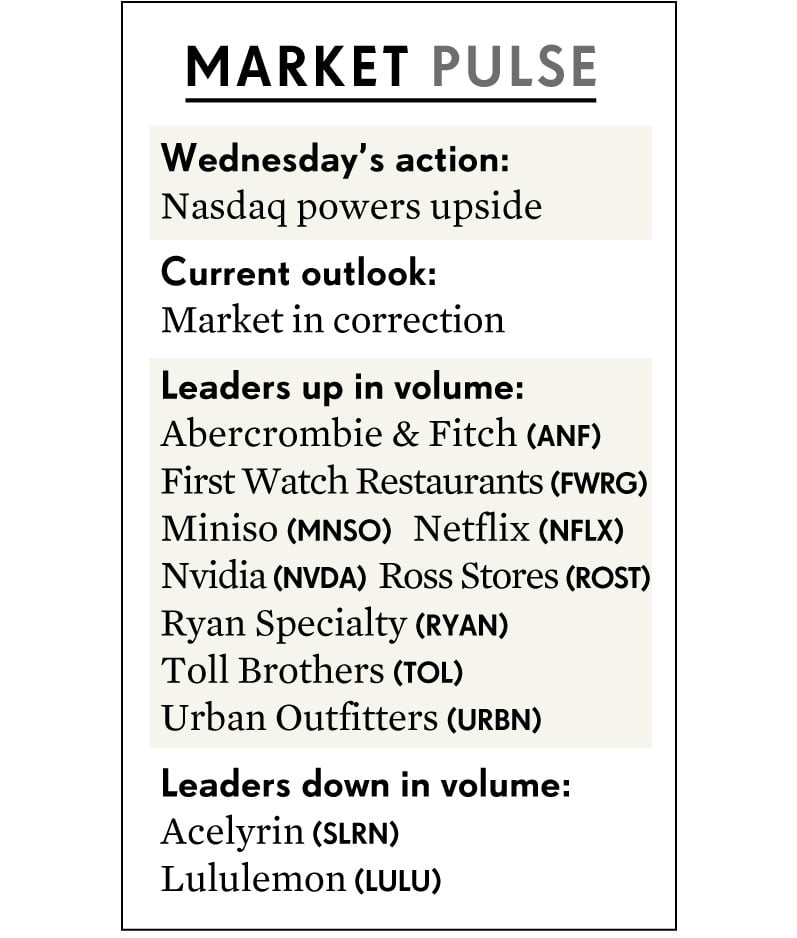 MARKET PULSE
Wednesday's action:
Nasdaq powers upside
Current outlook:
Market in correction
Leaders up in volume:
Abercrombie & Fitch (ANF)
First Watch Restaurants (FWRG)
Miniso (MNSO) Netflix (NFLX)
Nvidia (NVDA) Ross Stores (ROST)
Ryan Specialty (RYAN)
Toll Brothers (TOL)
Urban Outfitters (URBN)
Leaders down in volume:
Acelyrin (SLRN)
Lululemon (LULU)